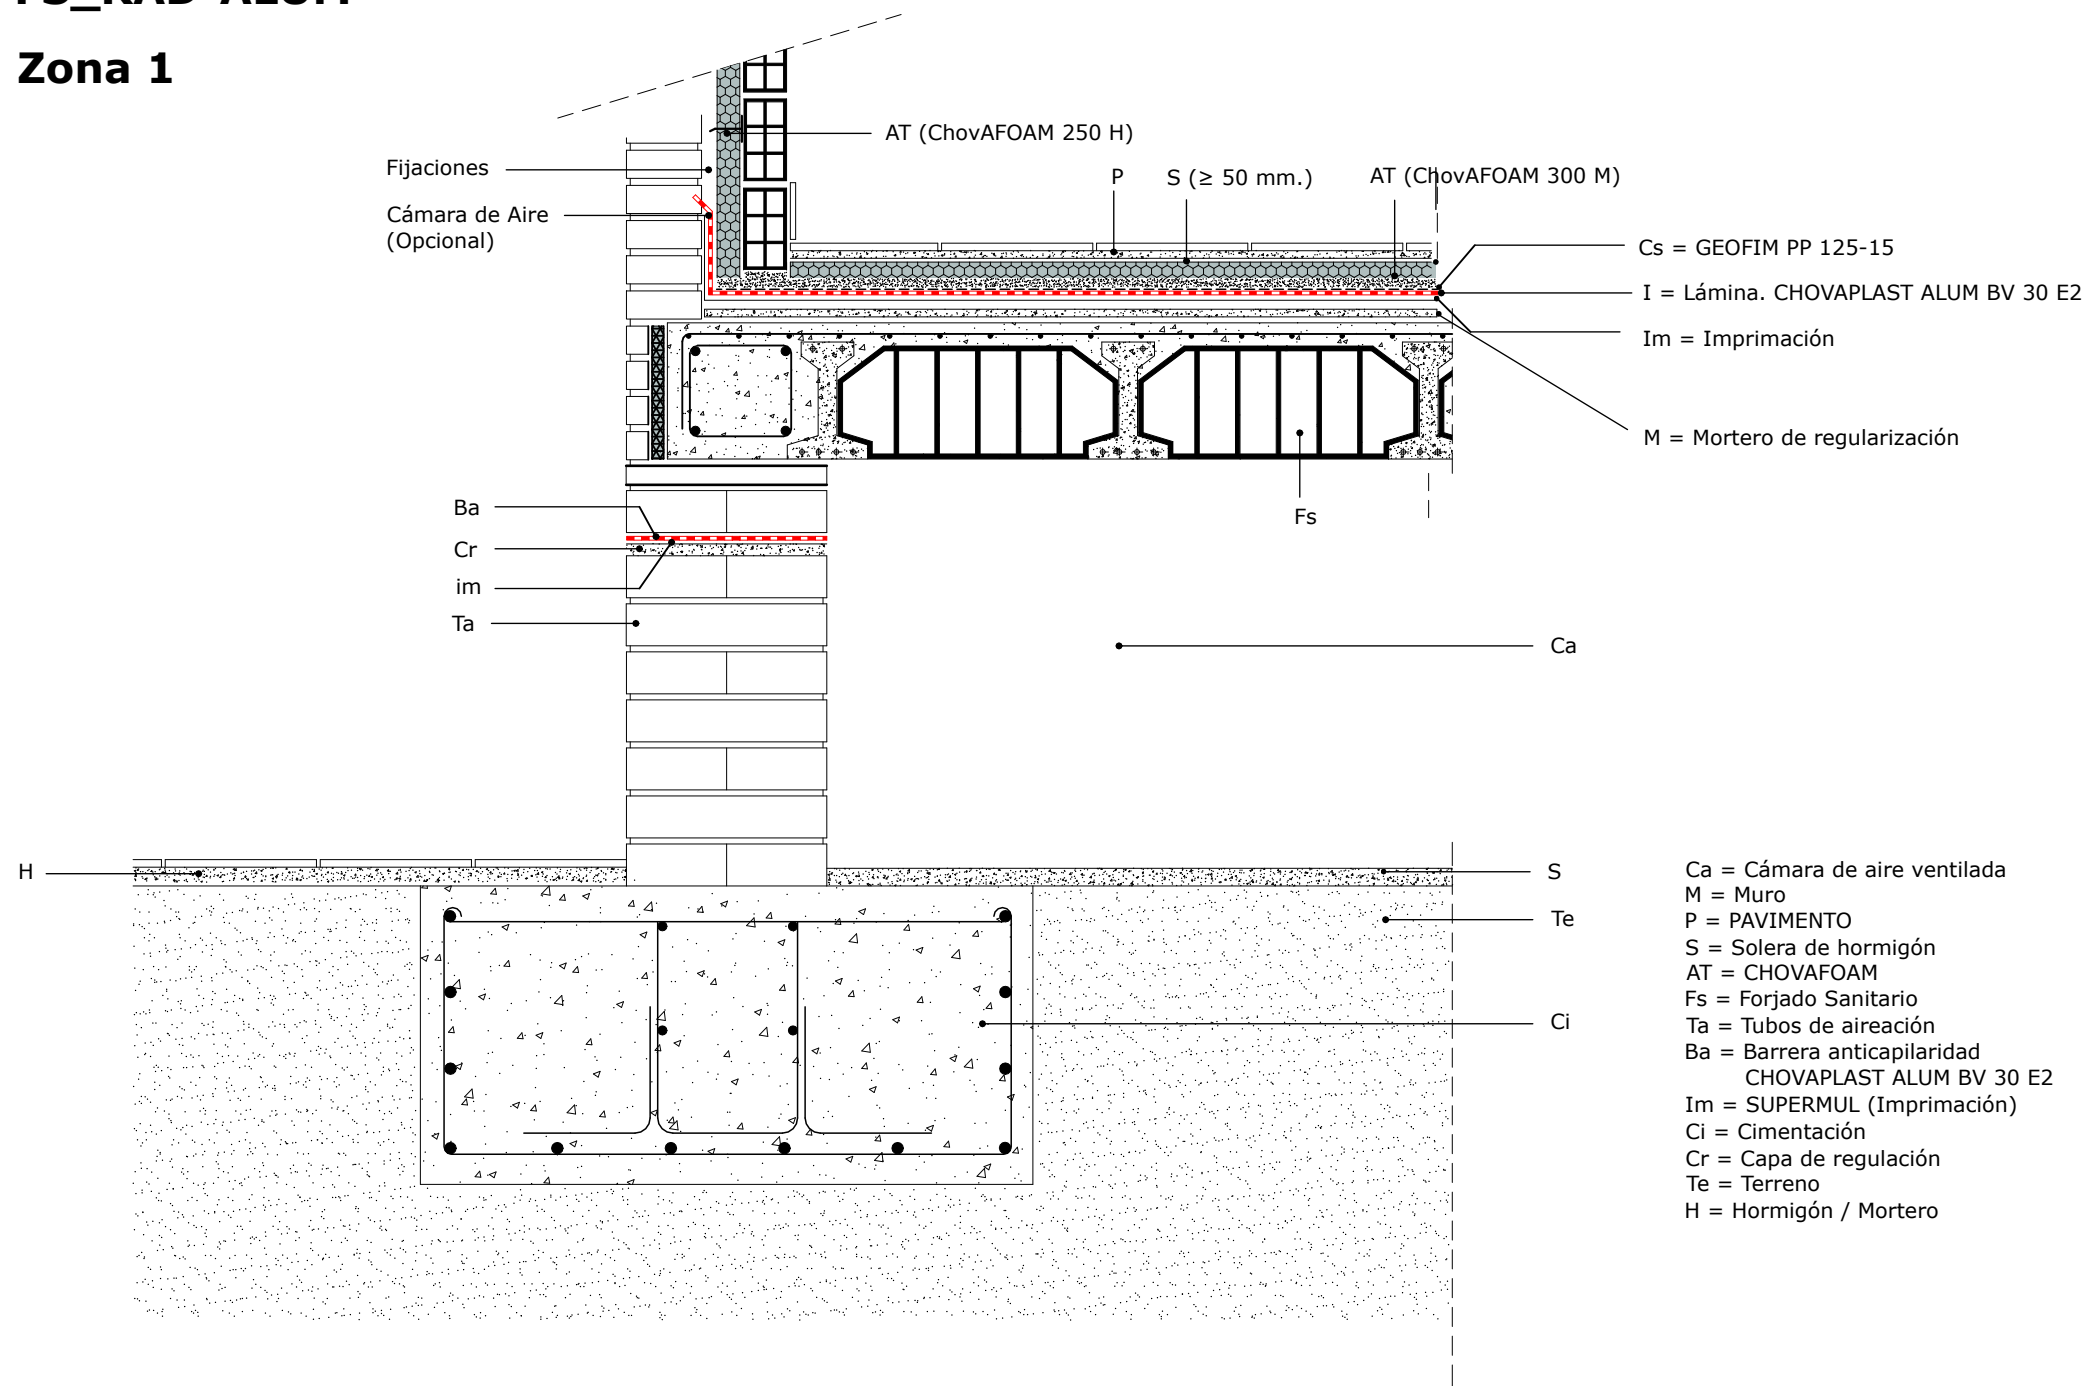 Zona 1
AT (ChovAFOAM 250 H)
Fijaciones
P
S (≥ 50 mm.)
AT (ChovAFOAM 300 M)
Cámara de Aire
(Opcional)
Cs = GEOFIM PP 125-15
I = Lámina. CHOVAPLAST ALUM BV 30 E2
Im = Imprimación
M = Mortero de regularización
Ba
Fs
Cr
im
Ta
Ca
H
S
Te
Ci
Ca = Cámara de aire ventilada
M = Muro
P = PAVIMENTO
S = Solera de hormigón
AT = CHOVAFOAM
Fs = Forjado Sanitario
Ta = Tubos de aireación
Ba = Barrera anticapilaridad
CHOVAPLAST ALUM BV 30 E2
Im = SUPERMUL (Imprimación)
Ci = Cimentación
Cr = Capa de regulación
Te = Terreno
H = Hormigón / Mortero